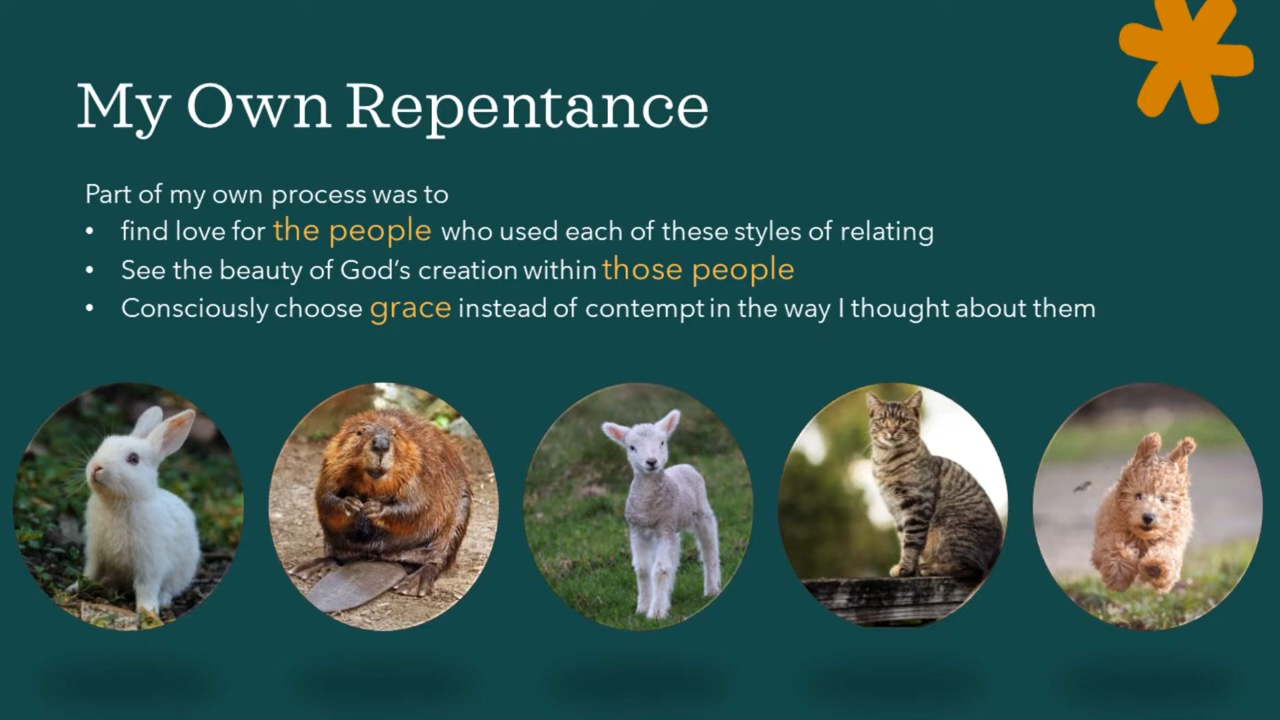 My Own Repentance
Part of my own process was to
• find love for the people who used each of these styles of relating
• See the beauty of God's creation within those people
• Consciously choose grace instead of contempt in the way I thought about them